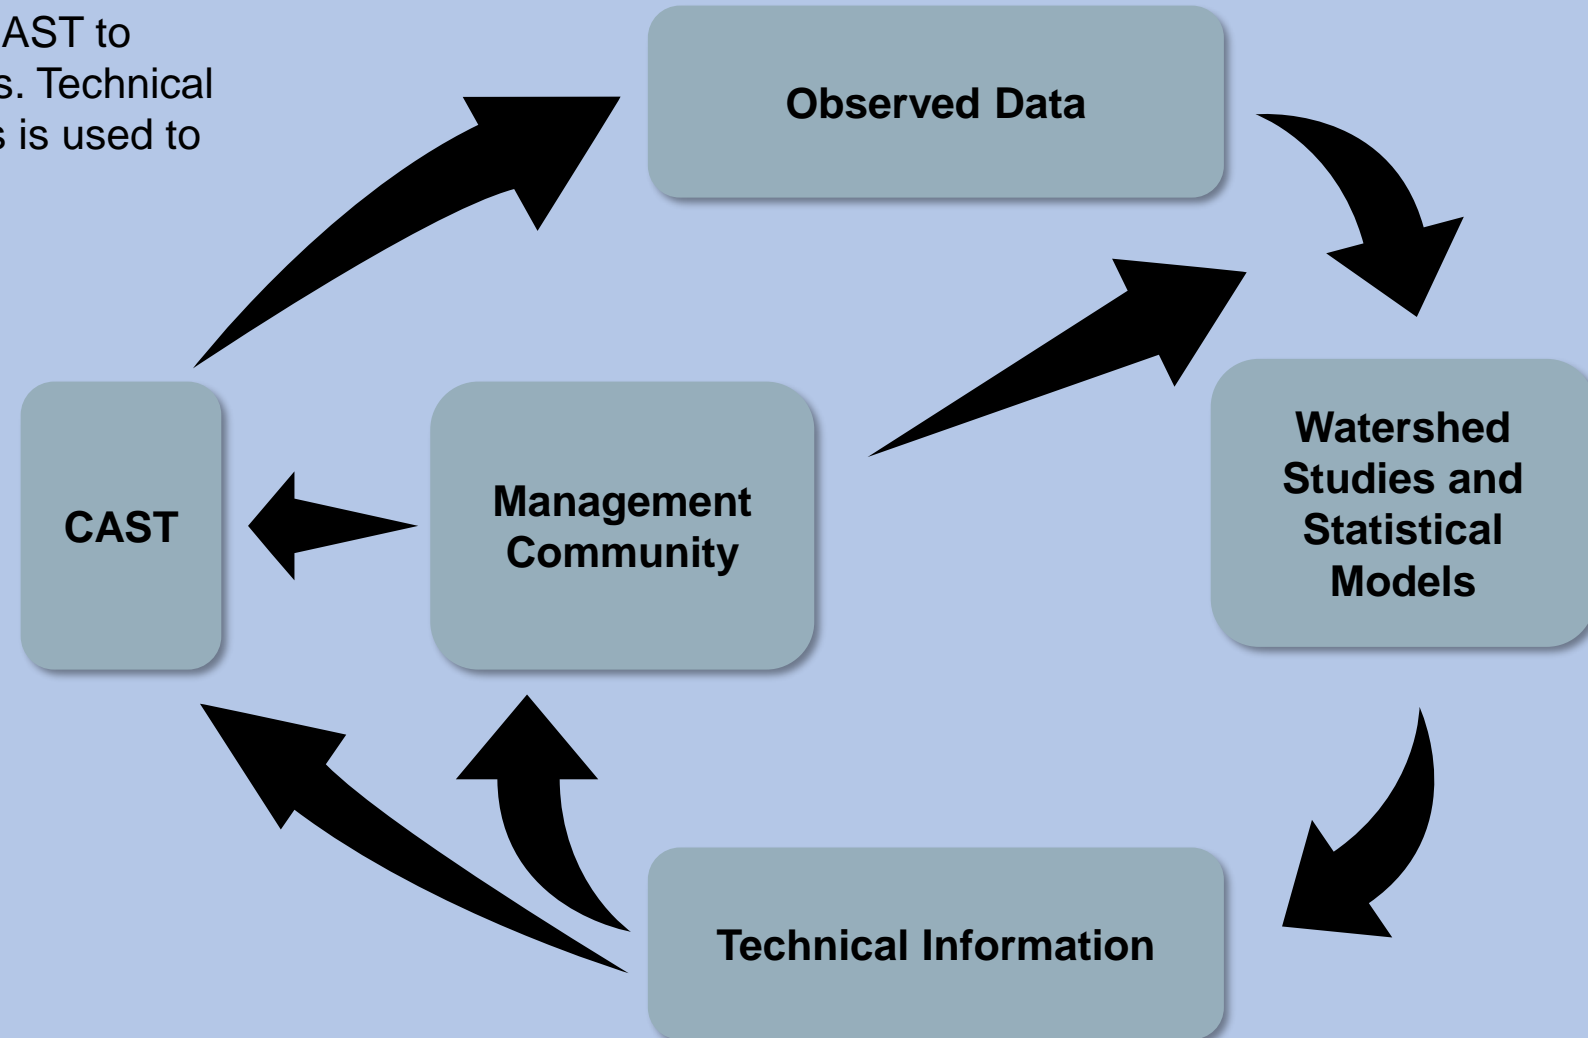 AST to
s. Technical
s is used to
Observed Data
CAST
Management
Community
Watershed
Studies and
Statistical
Models
Technical Information